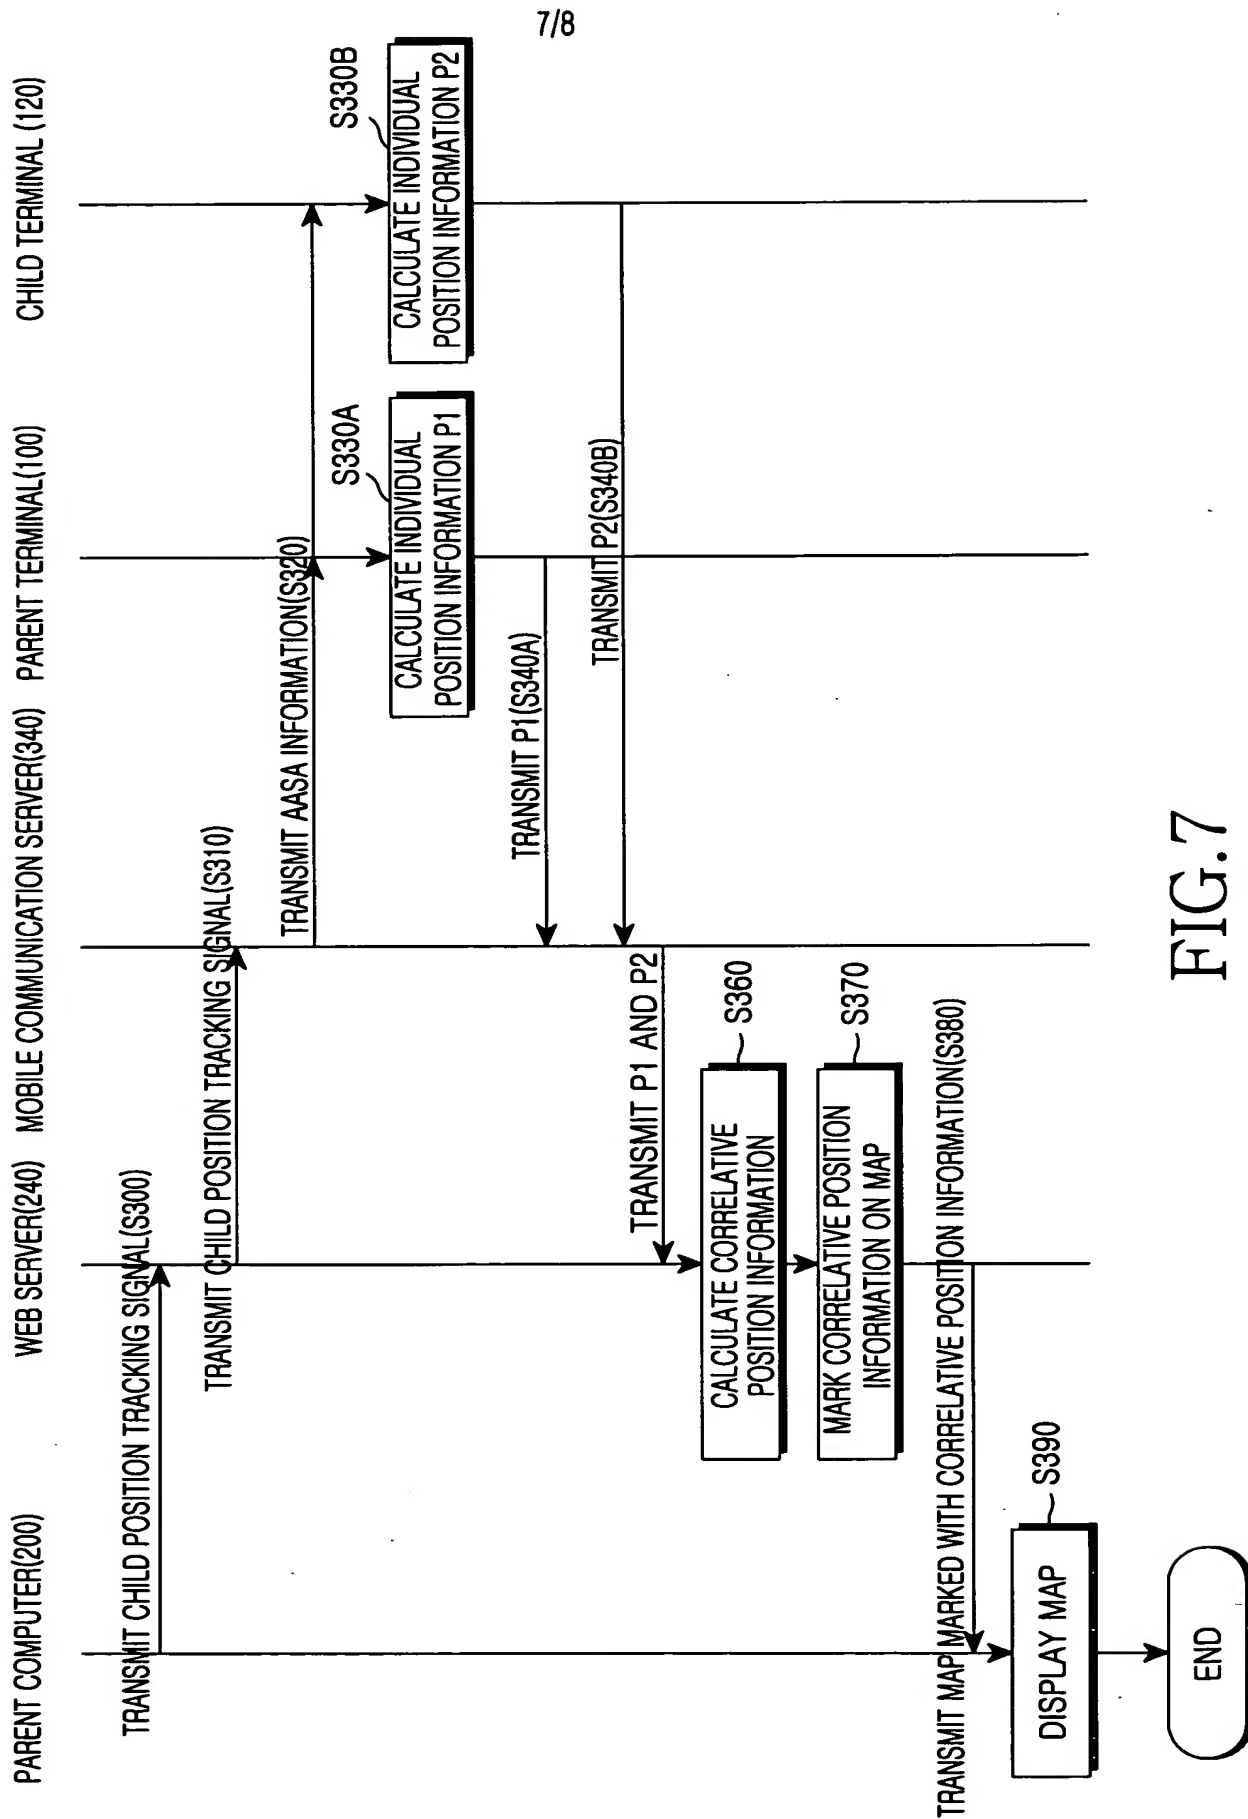 7/8
PARENT COMPUTER(200)
WEB SERVER(240)
MOBILE COMMUNICATION SERVER(340)
PARENT TERMINAL(100)
CHILD TERMINAL (120)
TRANSMIT CHILD POSITION TRACKING SIGNAL(S300)
TRANSMIT CHILD POSITION TRACKING SIGNAL(S310)
TRANSMIT AASA INFORMATION(S320)
S330A
CALCULATE INDIVIDUAL
POSITION INFORMATION P1
S330B
CALCULATE INDIVIDUAL
POSITION INFORMATION P2
TRANSMIT P1(S340A)
TRANSMIT P2(S340B)
TRANSMIT P1 AND P2
S360
CALCULATE CORRELATIVE
POSITION INFORMATION
S370
MARK CORRELATIVE POSITION
INFORMATION ON MAP
TRANSMIT MAP MARKED WITH CORRELATIVE POSITION INFORMATION(S380)
S390
DISPLAY MAP
END
FIG.7